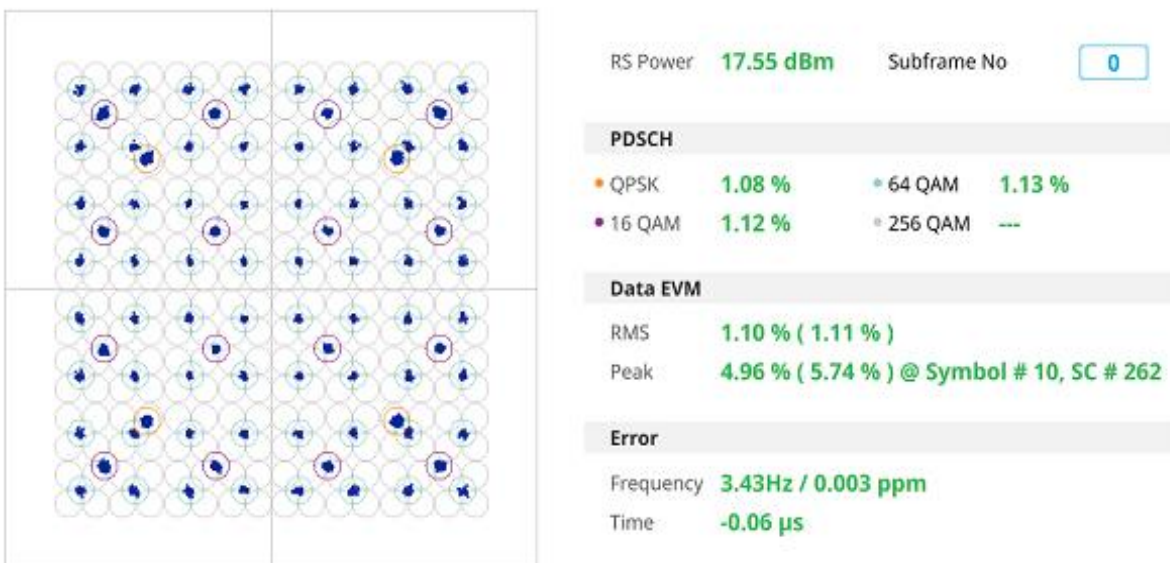 RS Power 17.55 dBm Subframe No 0
PDSCH
QPSK 1.08 % 64 QAM 1.13 %
16 QAM 1.12 % 256 QAM ---
Data EVM
RMS 1.10 % ( 1.11 % )
Peak 4.96 % ( 5.74 % ) @ Symbol # 10, SC # 262
Error
Frequency 3.43Hz / 0.003 ppm
Time -0.06 µs